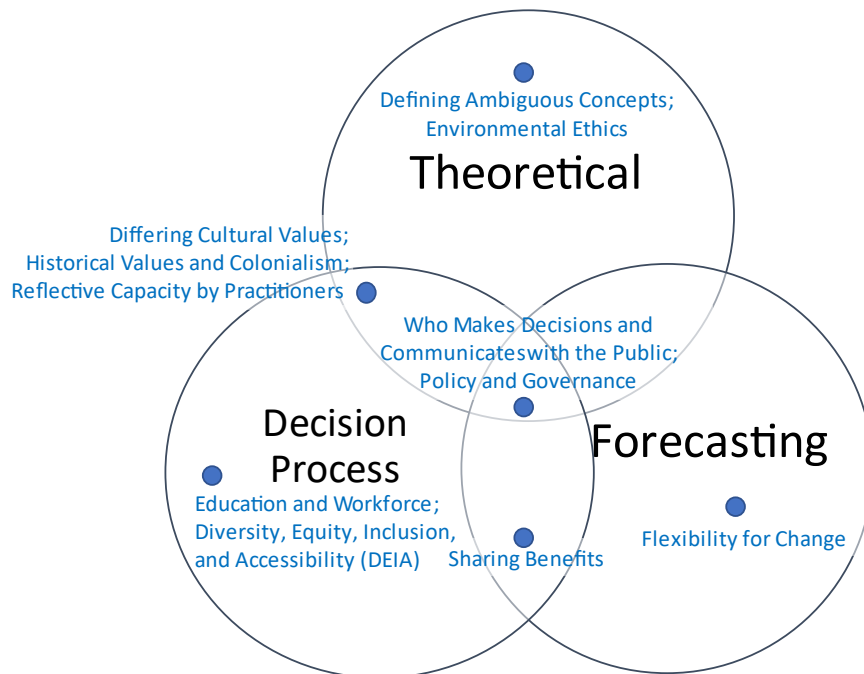 Defining Ambiguous Concepts;
Environmental Ethics
Theoretical
Differing Cultural Values;
Historical Values and Colonialism;
Reflective Capacity by Practitioners
Who Makes Decisions and
Communicateswith the Public;
Policy and Governance
Decision
Process
Forecasting
Education and Workforce;
Diversity, Equity, Inclusion,
and Accessibility (DEIA)
Sharing Benefits
Flexibility for Change